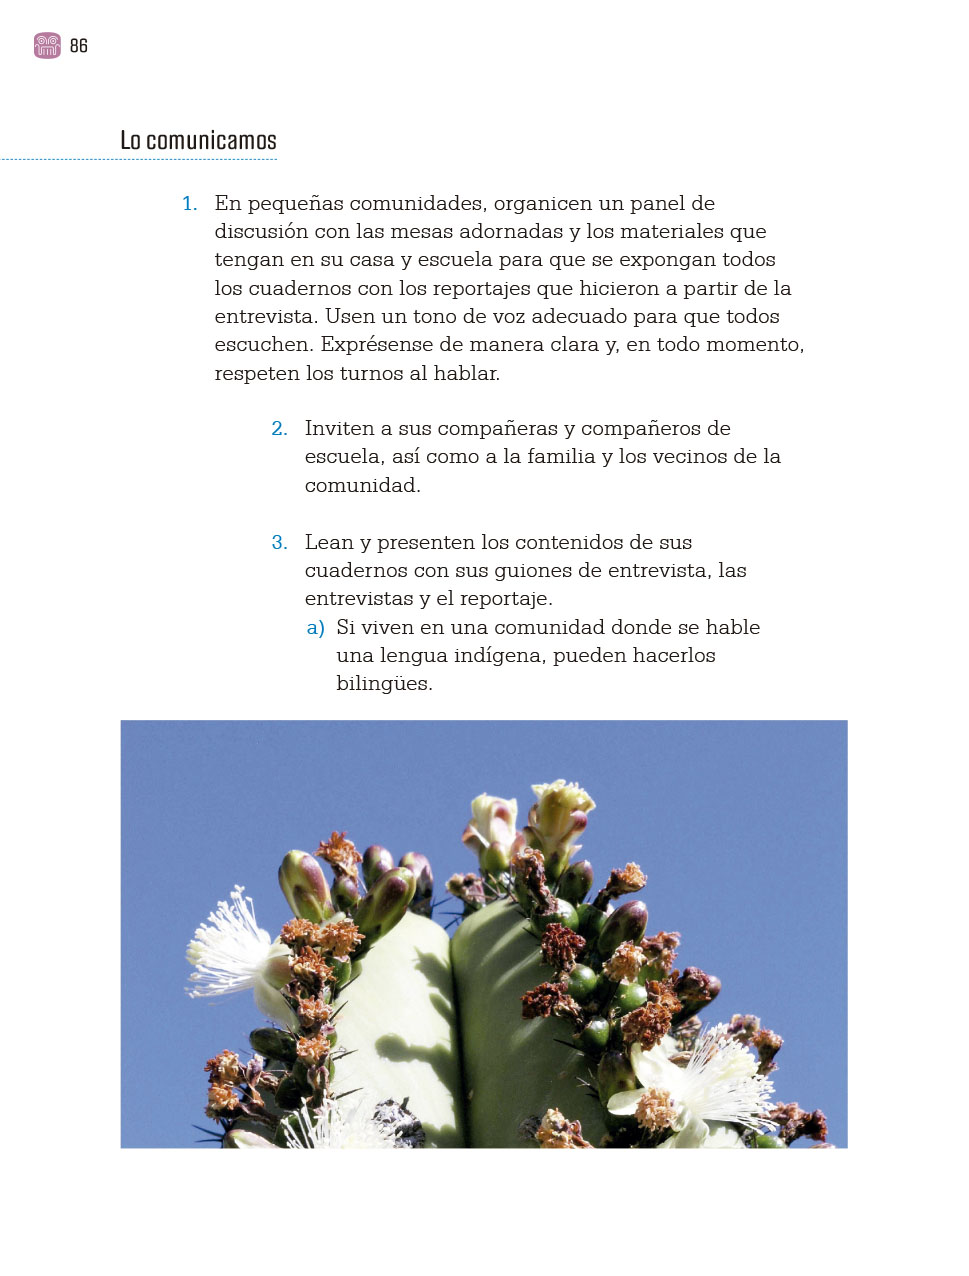 86
Lo comunicamos
1. En pequeñas comunidades, organicen un panel de
discusión con las mesas adornadas y los materiales que
tengan en su casa y escuela para que se expongan todos
los cuadernos con los reportajes que hicieron a partir de la
entrevista. Usen un tono de voz adecuado para que todos
escuchen. Exprésense de manera clara y, en todo momento,
respeten los turnos al hablar.
2. Inviten a sus compañeras y compañeros de
escuela, así como a la familia y los vecinos de la
comunidad.
3. Lean y presenten los contenidos de sus
cuadernos con sus guiones de entrevista, las
entrevistas y el reportaje.
a) Si viven en una comunidad donde se hable
una lengua indígena, pueden hacerlos
bilingües.